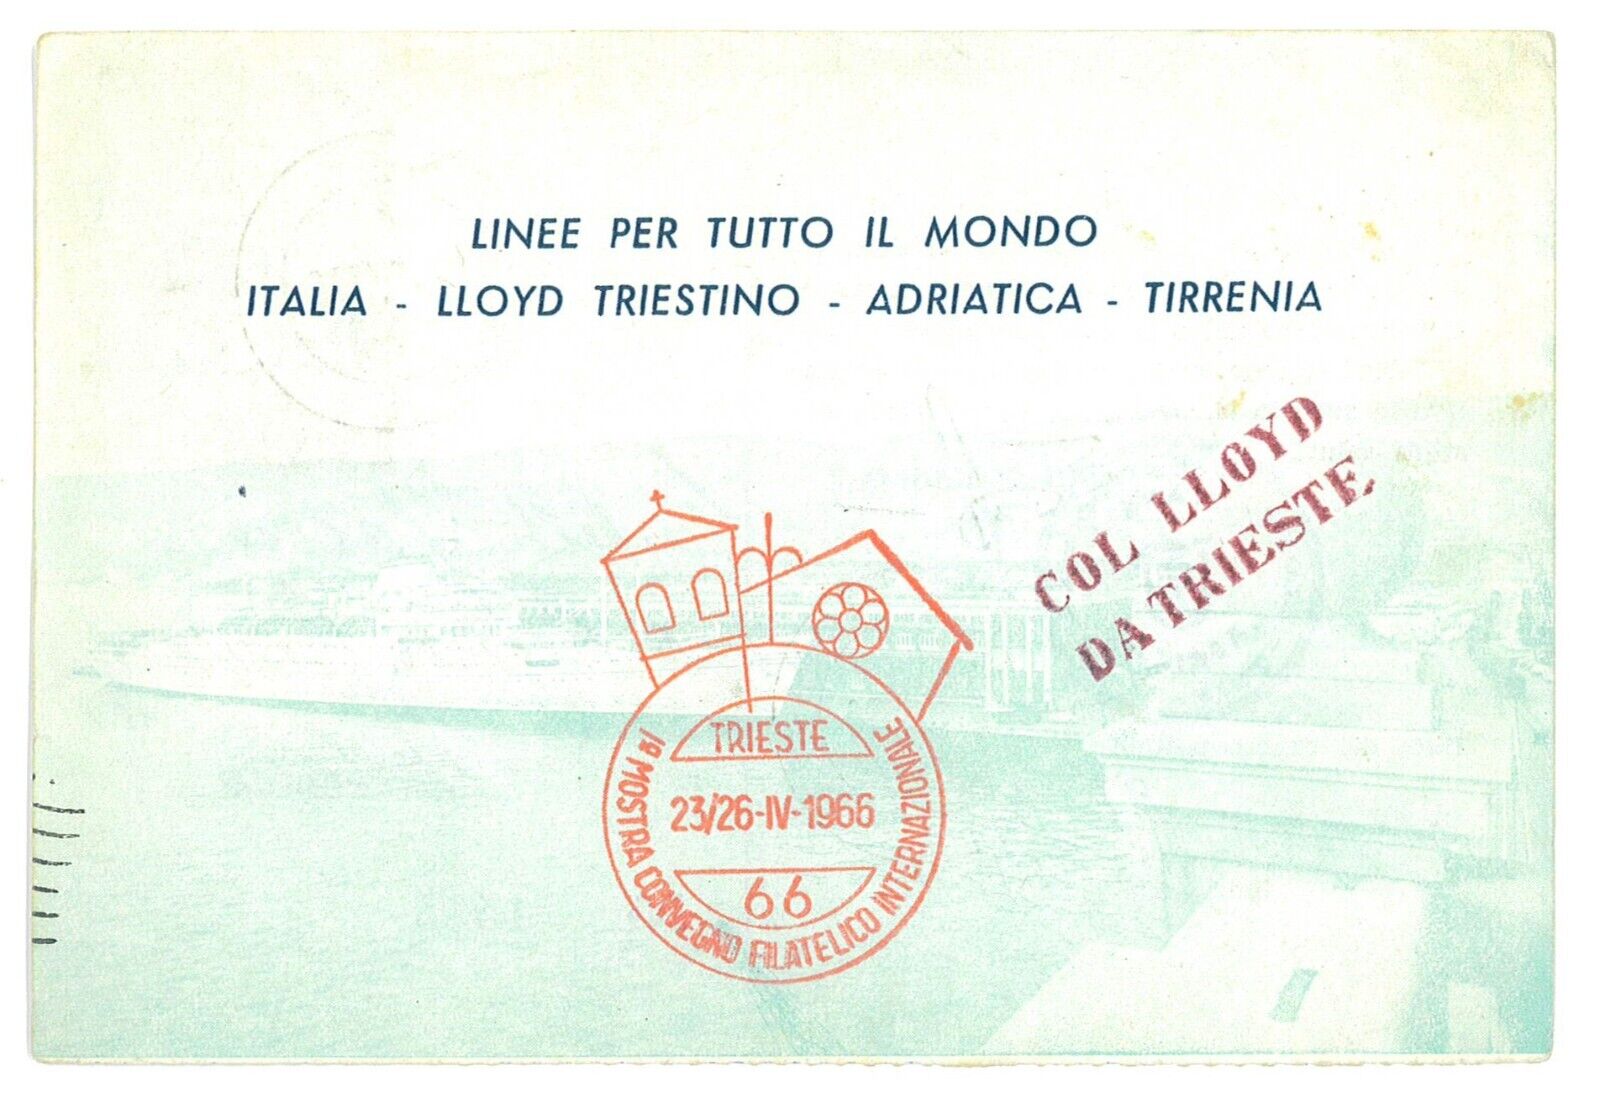 LINEE PER TUTTO IL MONDO
ITALIA - LLOYD TRIESTINO - ADRIATICA - TIRRENIA
COL LLOYD
DA TRIESTE
TRIESTE
23/26-IV-1966
66
1ª MOSTRA CONVEGNO FILATELICO INTERNAZIONALE